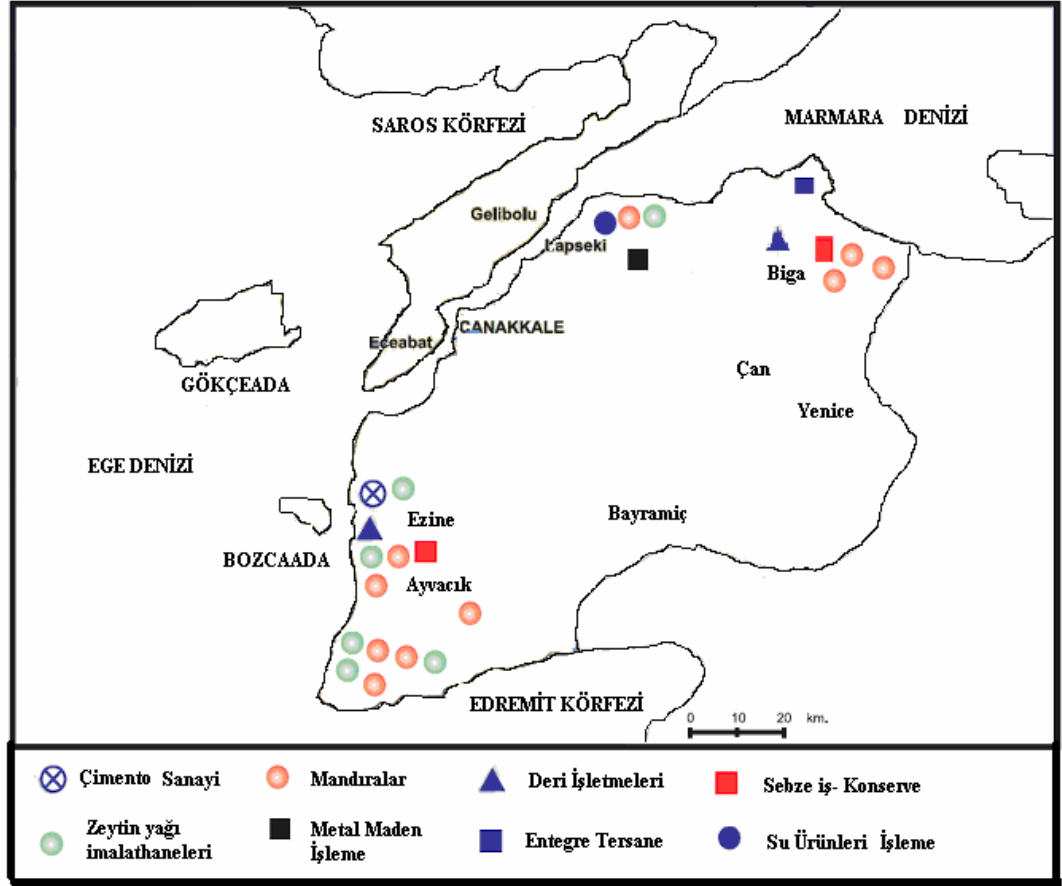 SAROS KÖRFEZİ
MARMARA DENİZİ
Gelibolu
Lapseki
Biga
ÇANAKKALE
Eceabat
GÖKÇEADA
Çan
Yenice
EGE DENİZİ
Ezine
Bayramiç
BOZCAADA
Ayvacık
EDREMİT KÖRFEZİ
0 10 20 km.
Çimento Sanayi
Mandıralar
Deri İşletmeleri
Sebze iş- Konserve
Zeytin yağı
imalathaneleri
Metal Maden
İşleme
Entegre Tersane
Su Ürünleri İşleme